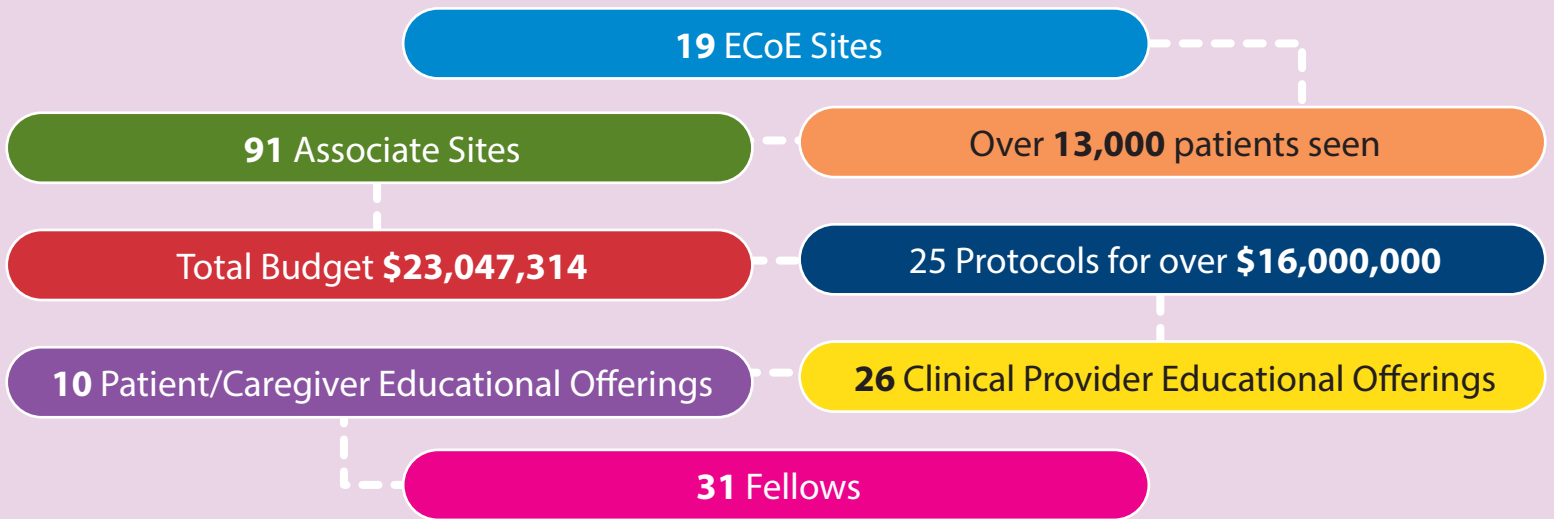 19 ECoE Sites
91 Associate Sites
Over 13,000 patients seen
Total Budget $23,047,314
25 Protocols for over $16,000,000
10 Patient/Caregiver Educational Offerings
26 Clinical Provider Educational Offerings
31 Fellows